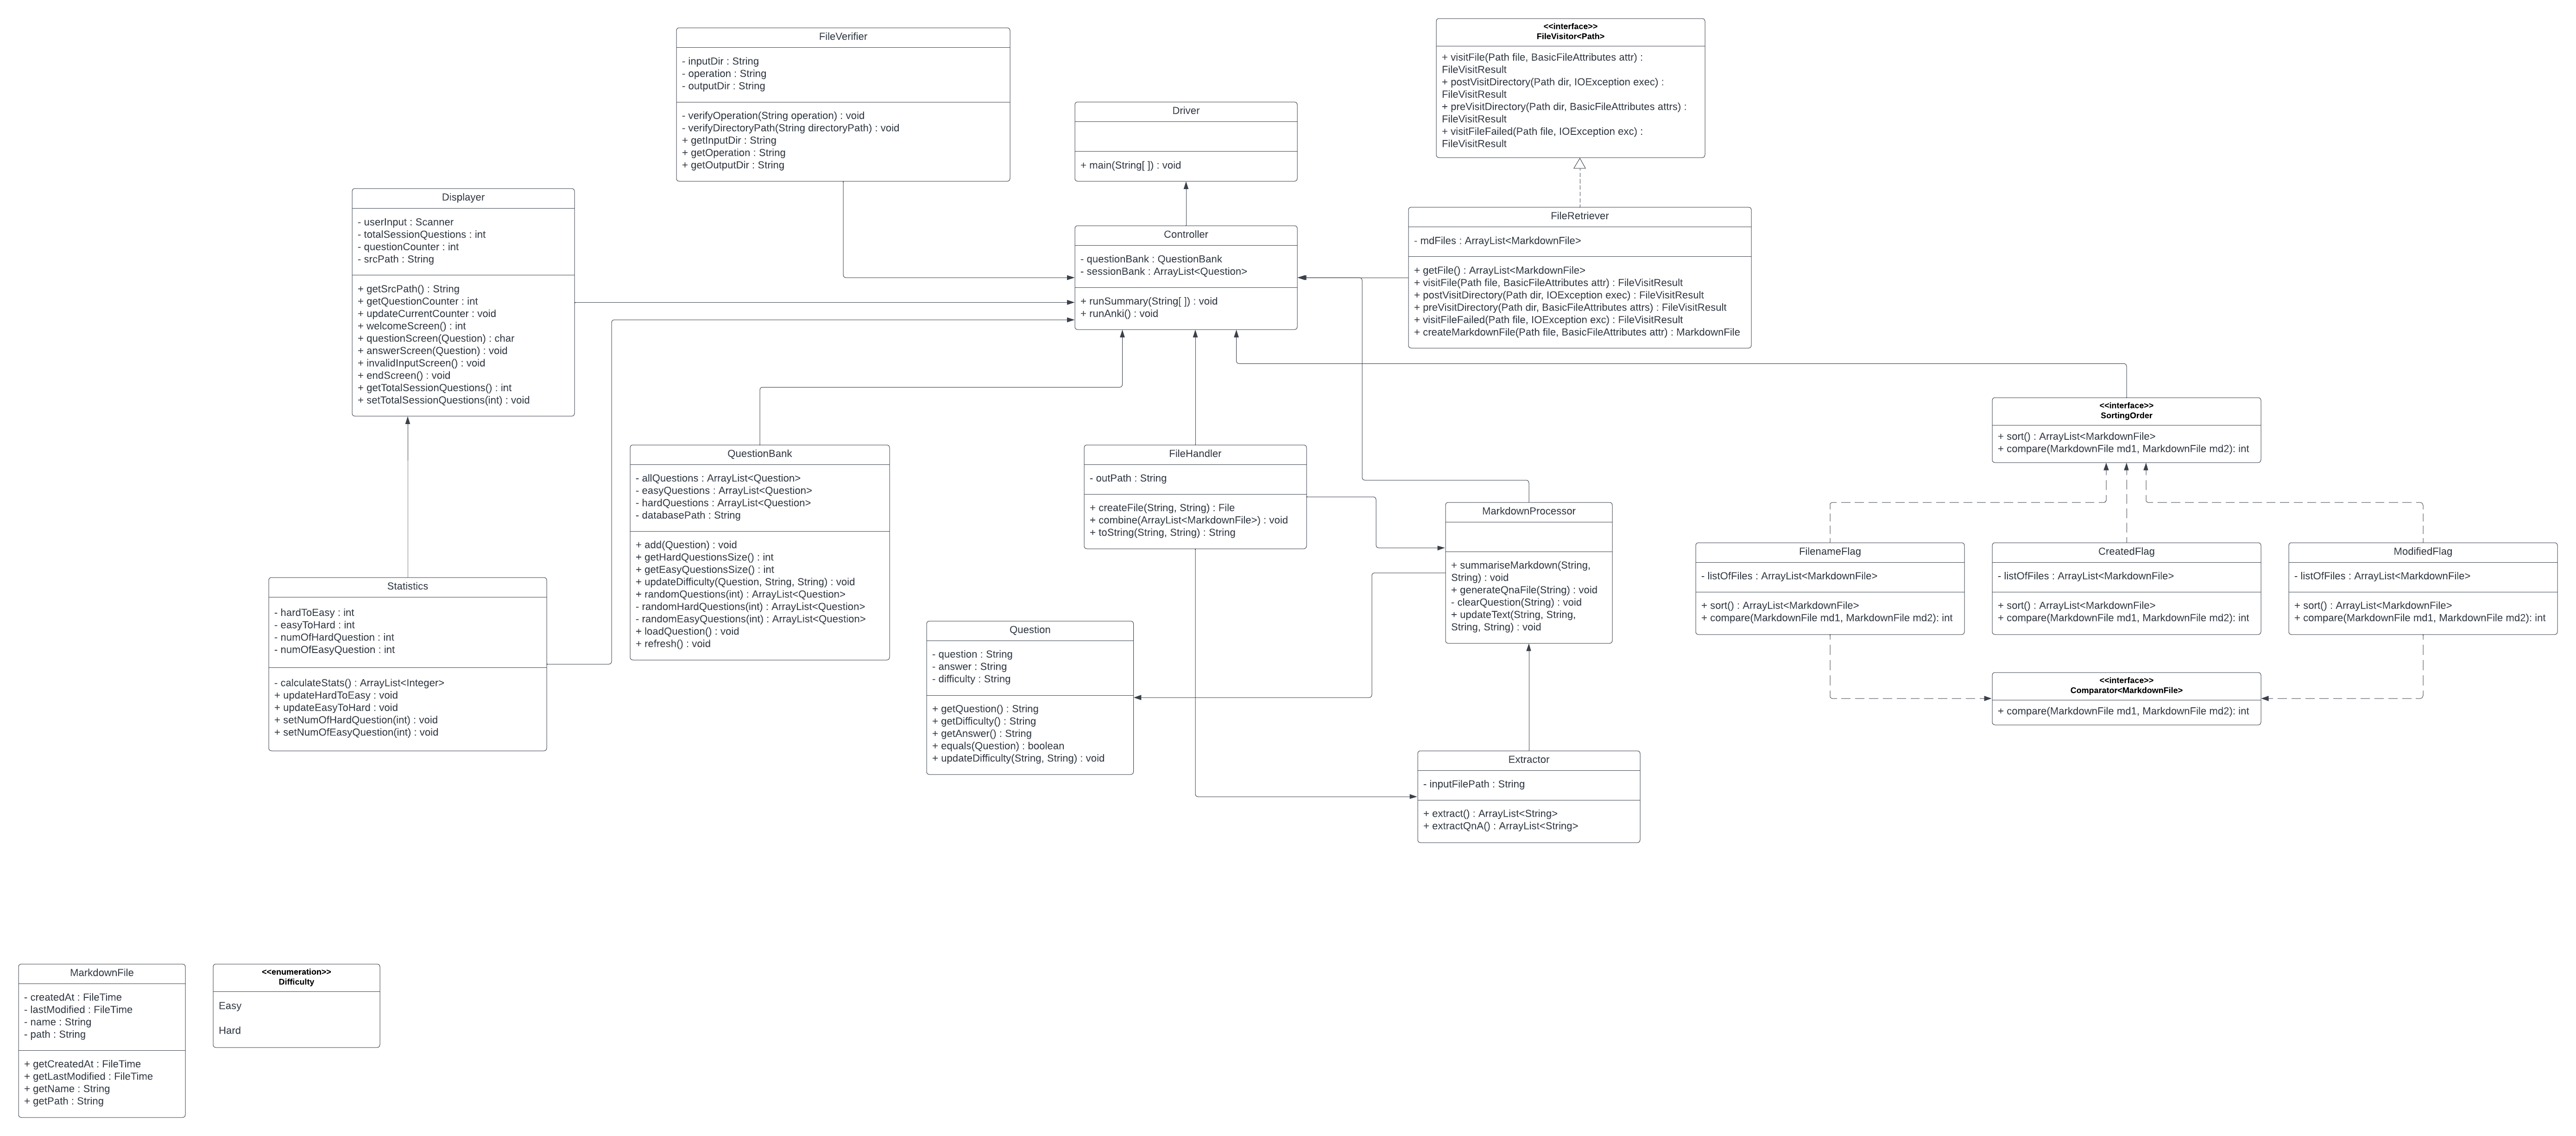 FileVerifier
- inputDir : String
- operation : String
- outputDir : String
- verifyOperation(String operation) : void
- verifyDirectoryPath(String directoryPath) : void
+ getInputDir : String
+ getOperation : String
+ getOutputDir : String
Driver
+ main(String[ ]) : void
<<interface>>
FileVisitor<Path>
+ visitFile(Path file, BasicFileAttributes attr) :
FileVisitResult
+ postVisitDirectory(Path dir, IOException exec) :
FileVisitResult
+ preVisitDirectory(Path dir, BasicFileAttributes attrs) :
FileVisitResult
+ visitFileFailed(Path file, IOException exc) :
FileVisitResult
Displayer
- userInput : Scanner
- totalSessionQuestions : int
- questionCounter : int
- srcPath : String
+ getSrcPath() : String
+ getQuestionCounter : int
+ updateCurrentCounter : void
+ welcomeScreen() : int
+ questionScreen(Question) : char
+ answerScreen(Question) : void
+ invalidInputScreen() : void
+ endScreen() : void
+ getTotalSessionQuestions() : int
+ setTotalSessionQuestions(int) : void
Controller
- questionBank : QuestionBank
- sessionBank : ArrayList<Question>
+ runSummary(String[ ]) : void
+ runAnki() : void
FileRetriever
- mdFiles : ArrayList<MarkdownFile>
+ getFile() : ArrayList<MarkdownFile>
+ visitFile(Path file, BasicFileAttributes attr) : FileVisitResult
+ postVisitDirectory(Path dir, IOException exec) : FileVisitResult
+ preVisitDirectory(Path dir, BasicFileAttributes attrs) : FileVisitResult
+ visitFileFailed(Path file, IOException exc) : FileVisitResult
+ createMarkdownFile(Path file, BasicFileAttributes attr) : MarkdownFile
<<interface>>
SortingOrder
+ sort() : ArrayList<MarkdownFile>
+ compare(MarkdownFile md1, MarkdownFile md2): int
QuestionBank
- allQuestions : ArrayList<Question>
- easyQuestions : ArrayList<Question>
- hardQuestions : ArrayList<Question>
- databasePath : String
+ add(Question) : void
+ getHardQuestionsSize() : int
+ getEasyQuestionsSize() : int
+ updateDifficulty(Question, String, String) : void
+ randomQuestions(int) : ArrayList<Question>
- randomHardQuestions(int) : ArrayList<Question>
- randomEasyQuestions(int) : ArrayList<Question>
+ loadQuestion() : void
+ refresh() : void
FileHandler
- outPath : String
+ createFile(String, String) : File
+ combine(ArrayList<MarkdownFile>) : void
+ toString(String, String) : String
MarkdownProcessor
+ summariseMarkdown(String,
String) : void
+ generateQnaFile(String) : void
- clearQuestion(String) : void
+ updateText(String, String,
String, String) : void
FilenameFlag
- listOfFiles : ArrayList<MarkdownFile>
+ sort() : ArrayList<MarkdownFile>
+ compare(MarkdownFile md1, MarkdownFile md2): int
CreatedFlag
- listOfFiles : ArrayList<MarkdownFile>
+ sort() : ArrayList<MarkdownFile>
+ compare(MarkdownFile md1, MarkdownFile md2): int
ModifiedFlag
- listOfFiles : ArrayList<MarkdownFile>
+ sort() : ArrayList<MarkdownFile>
+ compare(MarkdownFile md1, MarkdownFile md2): int
Statistics
- hardToEasy : int
- easyToHard : int
- numOfHardQuestion : int
- numOfEasyQuestion : int
- calculateStats() : ArrayList<Integer>
+ updateHardToEasy : void
+ updateEasyToHard : void
+ setNumOfHardQuestion(int) : void
+ setNumOfEasyQuestion(int) : void
Question
- question : String
- answer : String
- difficulty : String
+ getQuestion() : String
+ getDifficulty() : String
+ getAnswer() : String
+ equals(Question) : boolean
+ updateDifficulty(String, String) : void
<<interface>>
Comparator<MarkdownFile>
+ compare(MarkdownFile md1, MarkdownFile md2): int
Extractor
- inputFilePath : String
+ extract() : ArrayList<String>
+ extractQnA() : ArrayList<String>
MarkdownFile
- createdAt : FileTime
- lastModified : FileTime
- name : String
- path : String
+ getCreatedAt : FileTime
+ getLastModified : FileTime
+ getName : String
+ getPath : String
<<enumeration>>
Difficulty
Easy
Hard